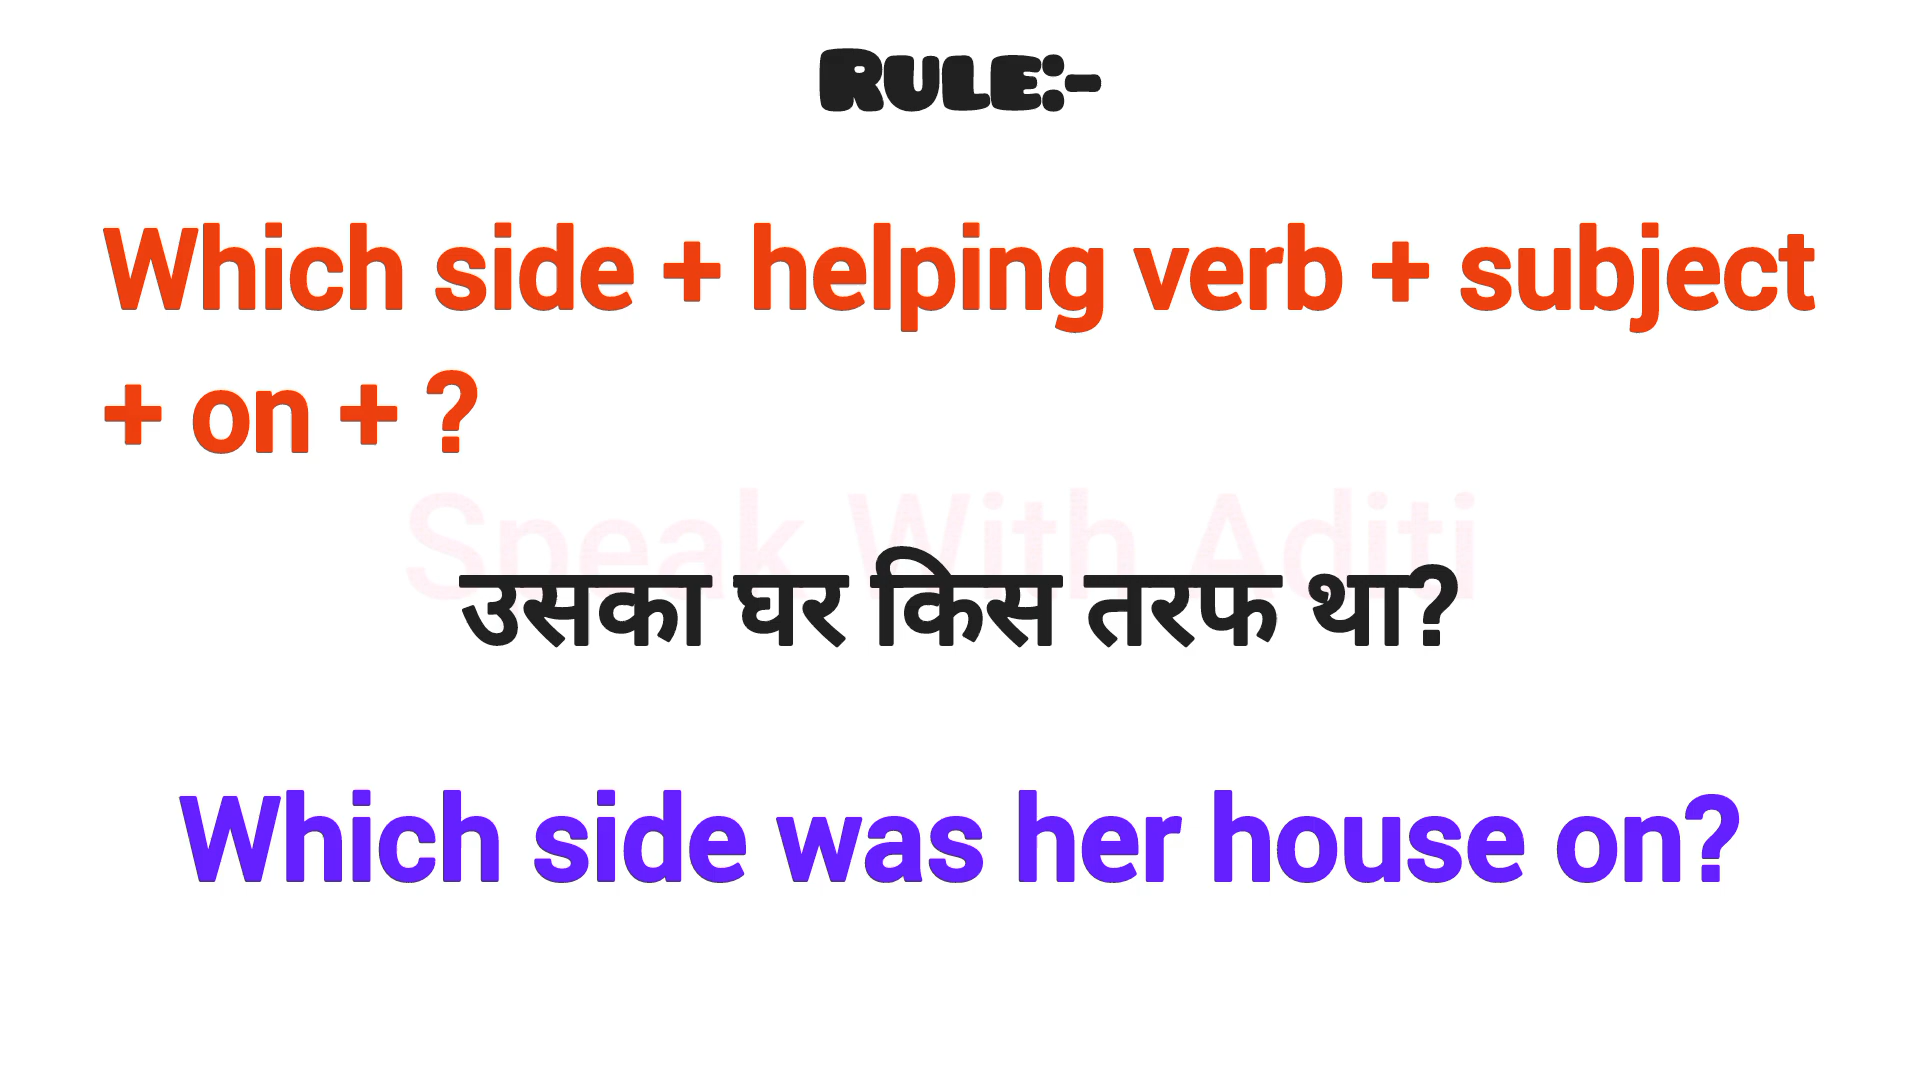 RULE:-
Which side + helping verb + subject
+ on + ?
Speak With Aditi
उसका घर किस तरफ था?
Which side was her house on?